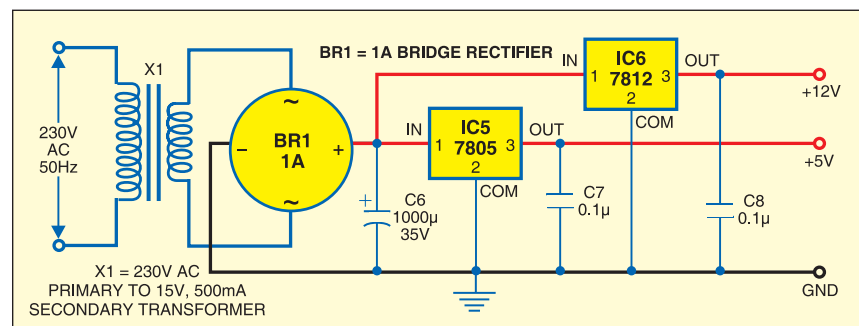 BR1 = 1A BRIDGE RECTIFIER
X1
230V
AC
50Hz
~
BR1
1A
−
+
~
IN
1
IC6
7812
2
3
OUT
COM
+12V
IN
1
IC5
7805
2
3
OUT
COM
+5V
+
C6
1000µ
35V
C7
0.1µ
C8
0.1µ
GND
X1 = 230V AC
PRIMARY TO 15V, 500mA
SECONDARY TRANSFORMER